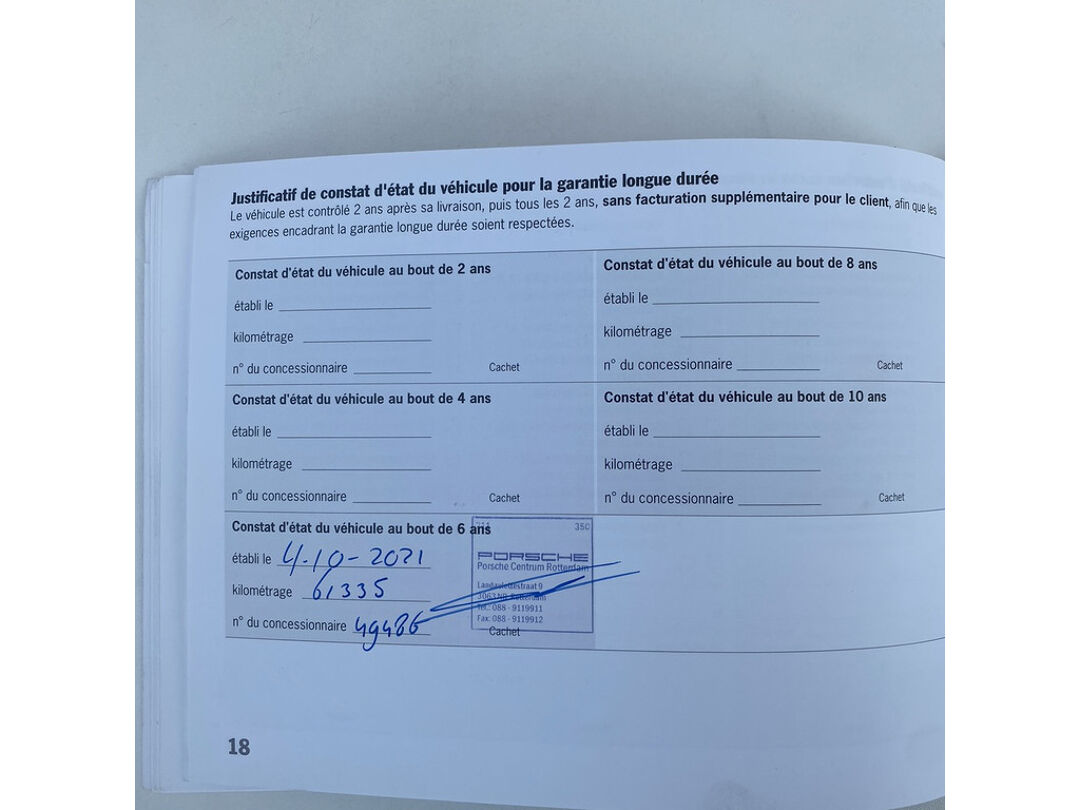 Justificatif de constat d'état du véhicule pour la garantie longue durée
Le véhicule est contrôlé 2 ans après sa livraison, puis tous les 2 ans, sans facturation supplémentaire pour le client, afin que les
exigences encadrant la garantie longue durée soient respectées.
Constat d'état du véhicule au bout de 2 ans
établi le
kilométrage
n° du concessionnaire
Cachet
Constat d'état du véhicule au bout de 4 ans
établi le
kilométrage
n° du concessionnaire
Cachet
Constat d'état du véhicule au bout de 6 ans
établi le 4-10-2021
kilométrage 61335
n° du concessionnaire 49486
350
PORSCHE
Porsche Centrum Rotterdam
3063 NR Rotterdam
Tel.: 088 - 9119911
Fax: 088 - 9119912
Cachet
Constat d'état du véhicule au bout de 8 ans
établi le
kilométrage
n° du concessionnaire
Cachet
Constat d'état du véhicule au bout de 10 ans
établi le
kilométrage
n° du concessionnaire
Cachet
18